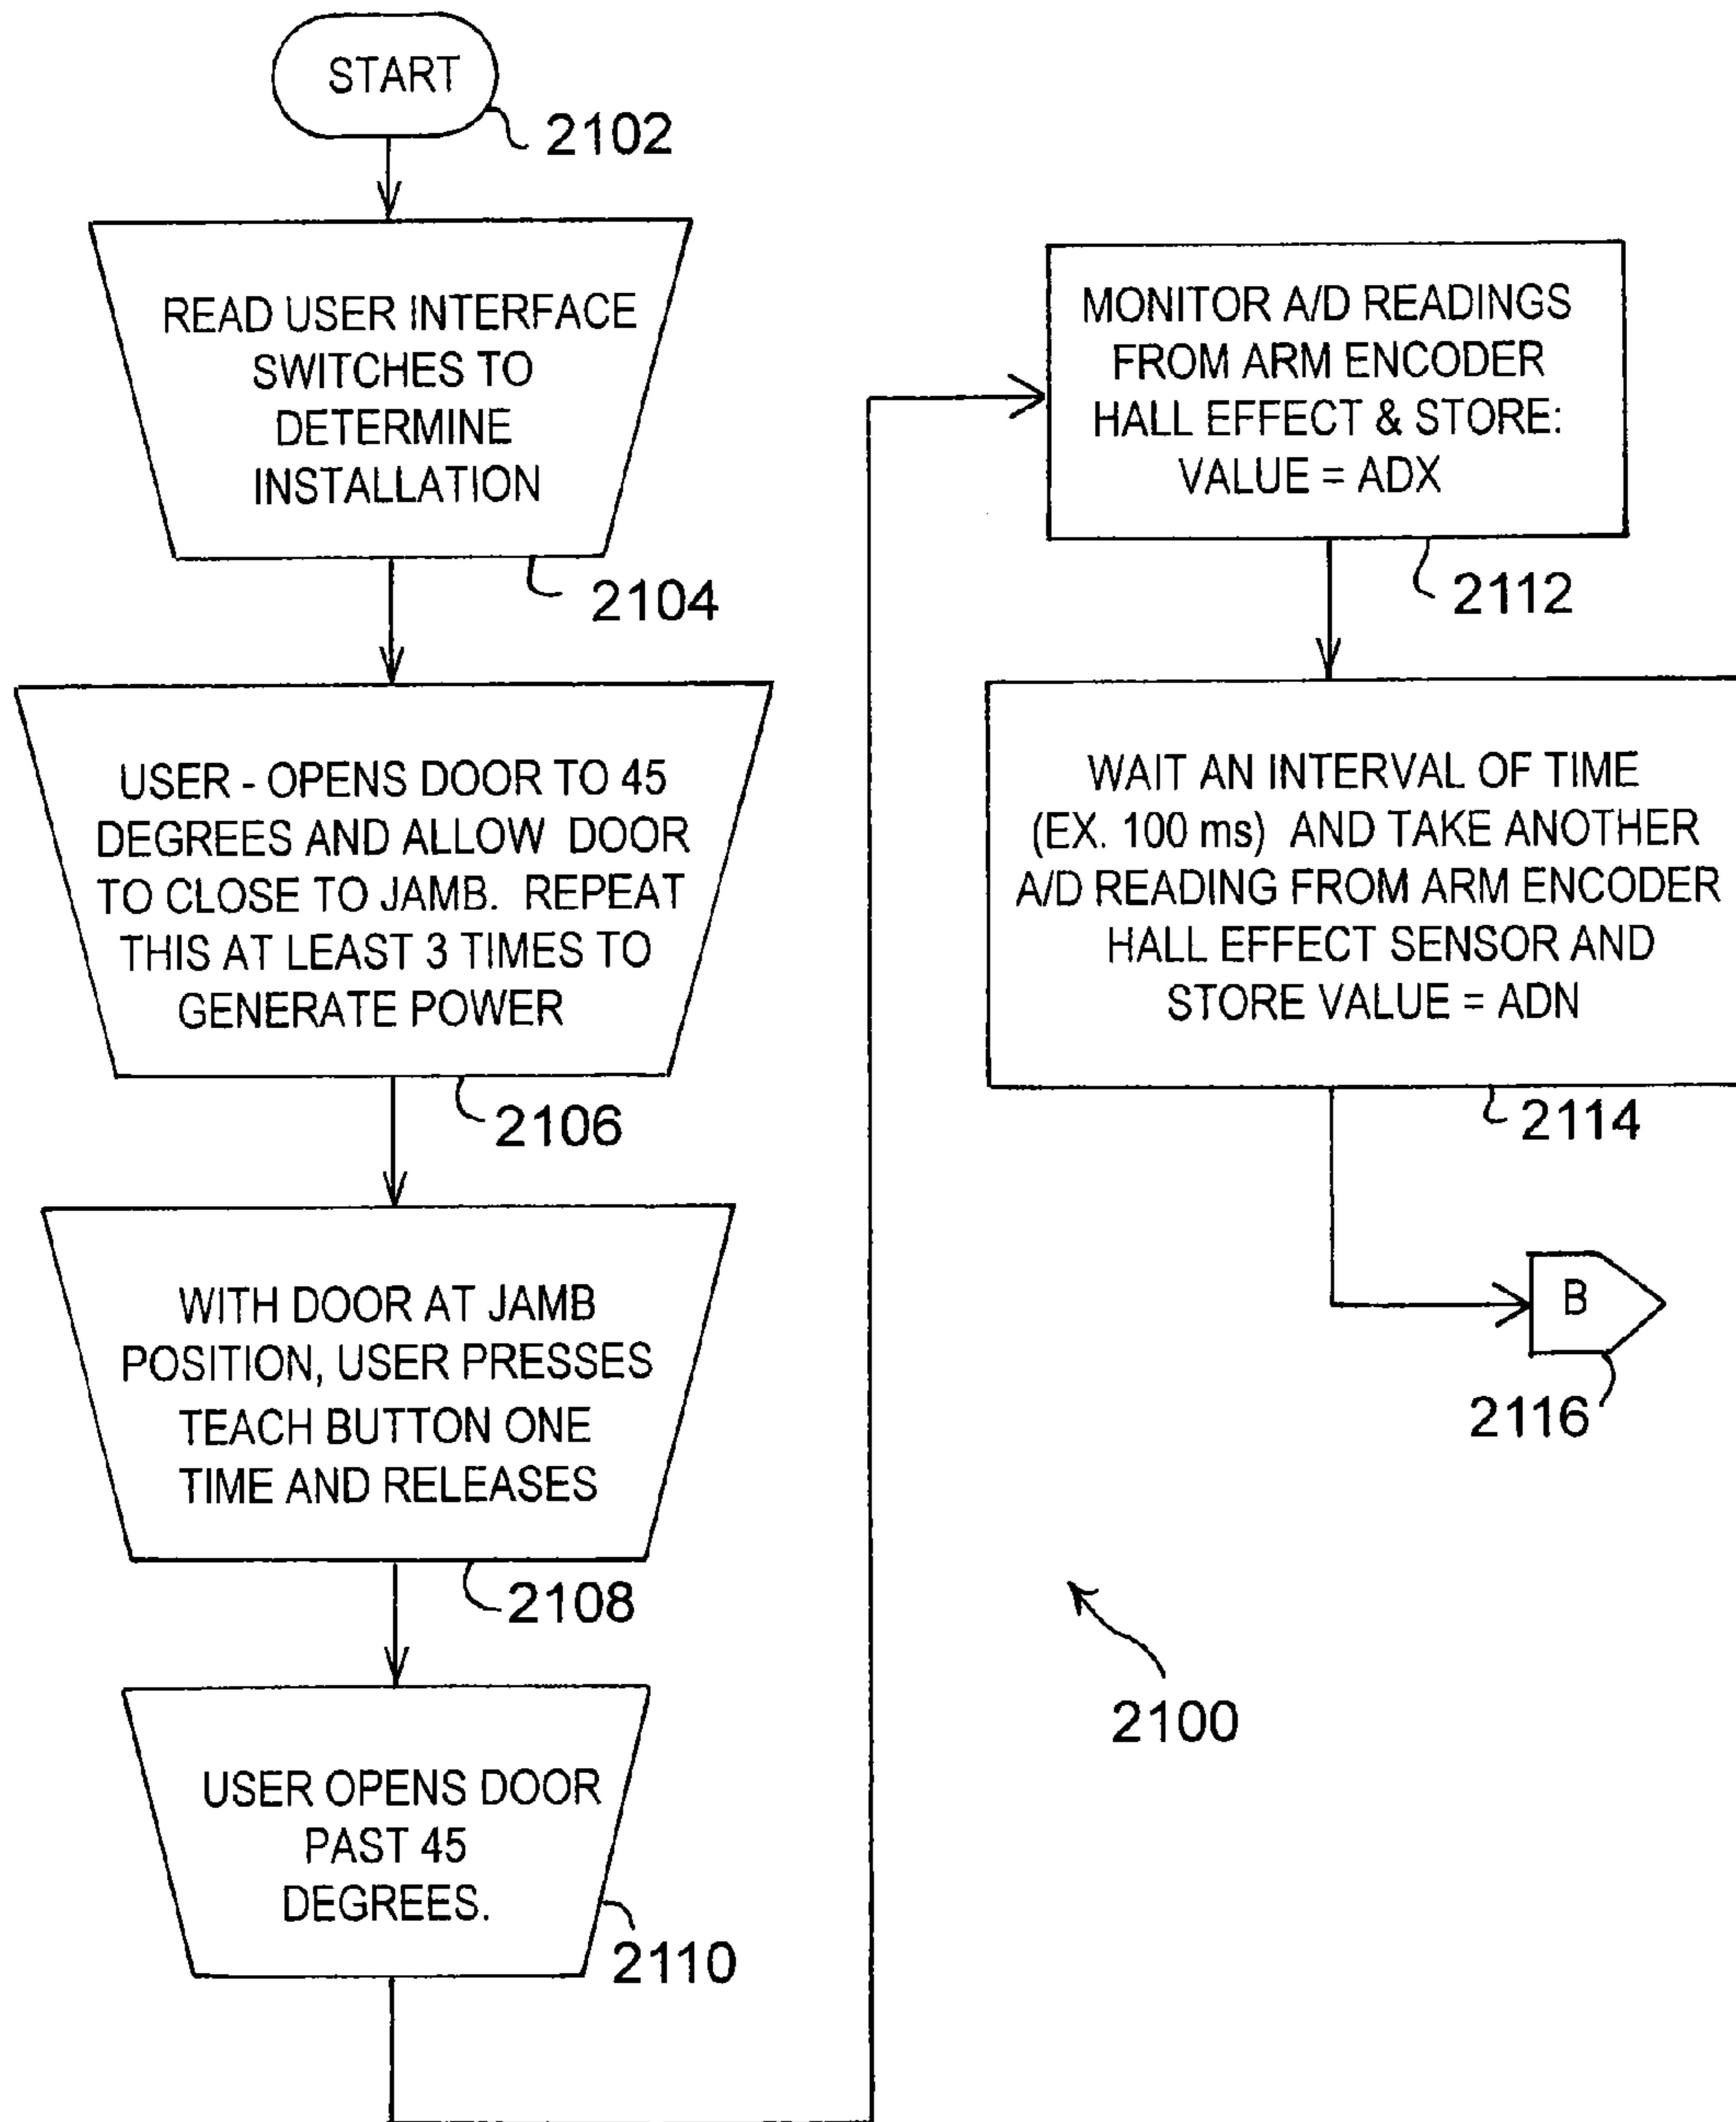 START
2102
READ USER INTERFACE
SWITCHES TO
DETERMINE
INSTALLATION
2104
USER - OPENS DOOR TO 45
DEGREES AND ALLOW DOOR
TO CLOSE TO JAMB. REPEAT
THIS AT LEAST 3 TIMES TO
GENERATE POWER
2106
WITH DOOR AT JAMB
POSITION, USER PRESSES
TEACH BUTTON ONE
TIME AND RELEASES
2108
USER OPENS DOOR
PAST 45
DEGREES.
2110
MONITOR A/D READINGS
FROM ARM ENCODER
HALL EFFECT & STORE:
VALUE = ADX
2112
WAIT AN INTERVAL OF TIME
(EX. 100 ms) AND TAKE ANOTHER
A/D READING FROM ARM ENCODER
HALL EFFECT SENSOR AND
STORE VALUE = ADN
2114
B
2116
2100